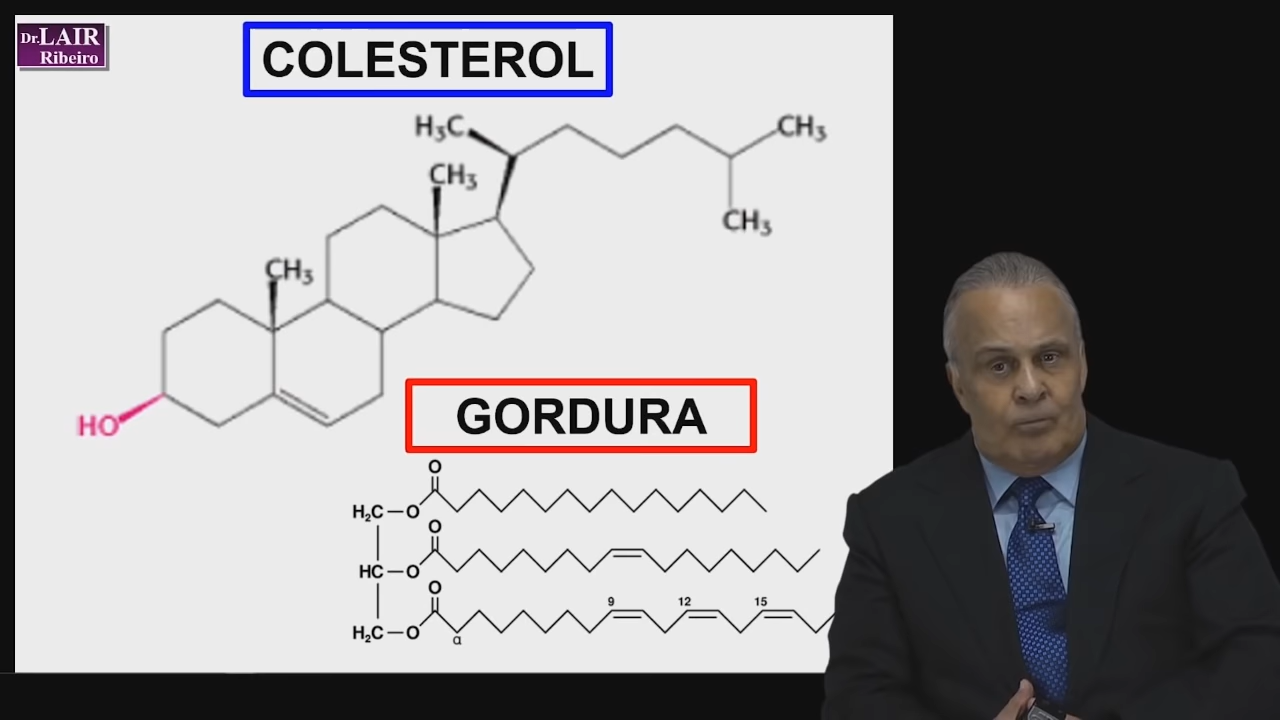 Dr. LAIR
Ribeiro
COLESTEROL
H₃C
CH₃
CH₃
CH₃
CH₃
HO
GORDURA
O
H₂C—O
O
HC—O
O
9 12 15
H₂C—O
α